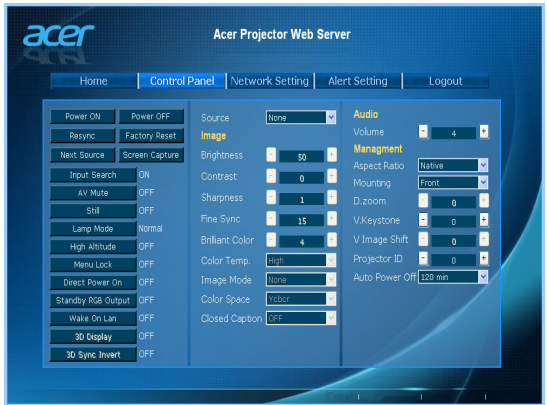 acer
Acer Projector Web Server
Home
Control Panel
Network Setting
Alert Setting
Logout
Power ON
Power OFF
Resync
Factory Reset
Next Source
Screen Capture
Input Search ON
AV Mute OFF
Still OFF
Lamp Mode Normal
High Altitude OFF
Menu Lock OFF
Direct Power On OFF
Standby RGB Output OFF
Wake On Lan OFF
3D Display OFF
3D Sync Invert OFF
Source None
Image
Brightness - 50 +
Contrast - 0 +
Sharpness - 1 +
Fine Sync - 15 +
Brilliant Color - 4 +
Color Temp. High
Image Mode None
Color Space Ycbcr
Closed Caption OFF
Audio
Volume - 4 +
Managment
Aspect Ratio Native
Mounting Front
D.zoom - 0 +
V.Keystone - 0 +
V Image Shift - 0 +
Projector ID - 0 +
Auto Power Off 120 min